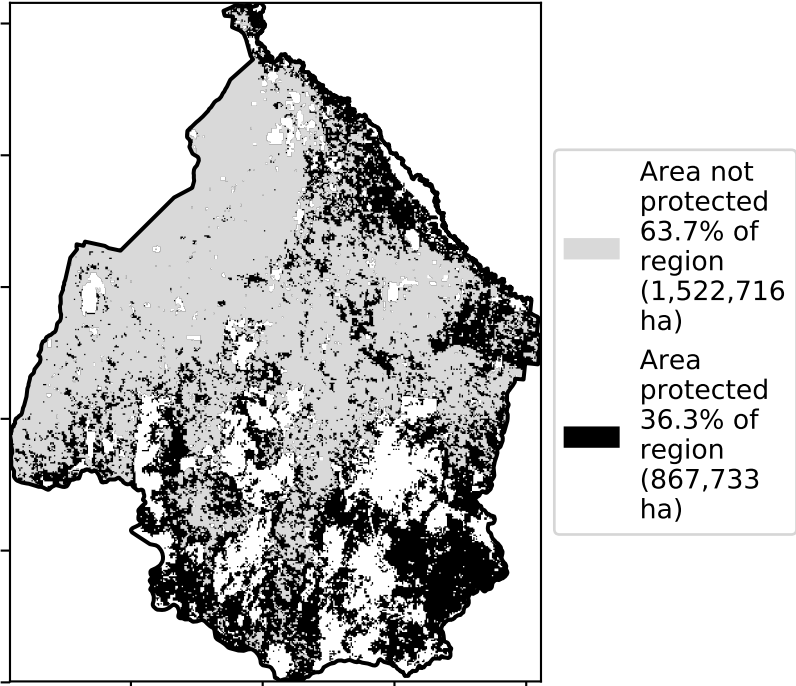 Area not
protected
63.7% of
region
(1,522,716
ha)
Area
protected
36.3% of
region
(867,733
ha)